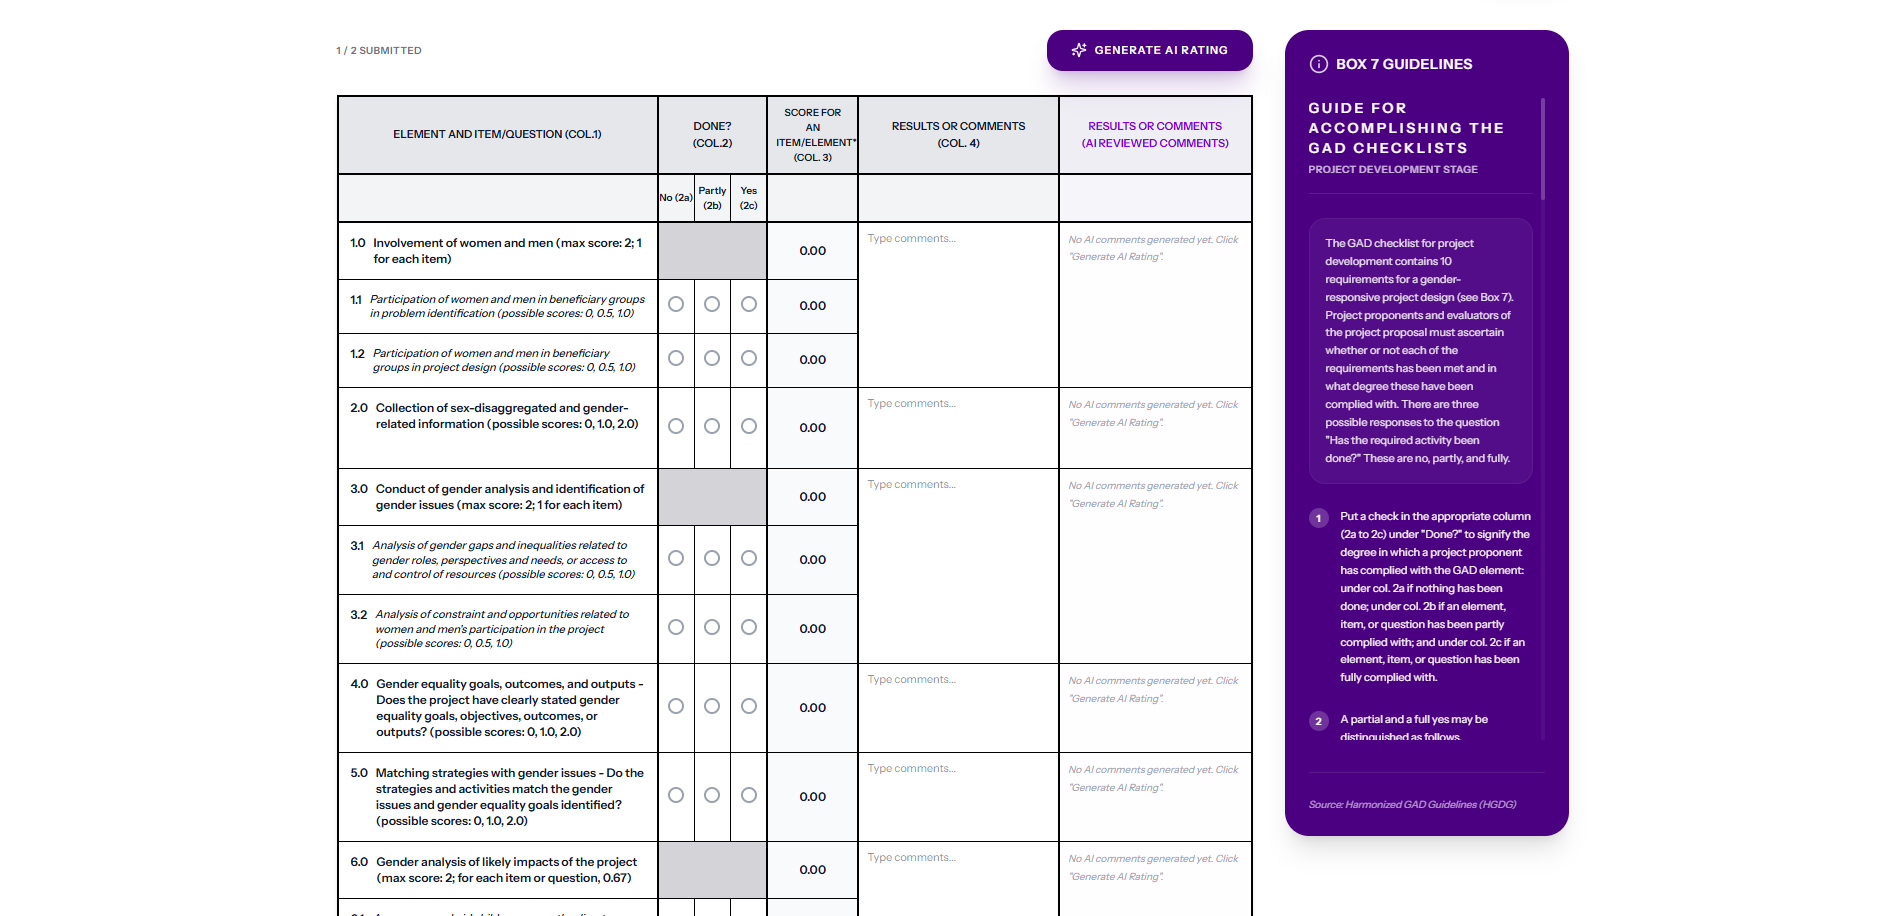 1 / 2 SUBMITTED
GENERATE AI RATING
ELEMENT AND ITEM/QUESTION (COL.1)
DONE?
(COL.2)
SCORE FOR
AN
ITEM/ELEMENT*
(COL. 3)
RESULTS OR COMMENTS
(COL. 4)
RESULTS OR COMMENTS
(AI REVIEWED COMMENTS)
No (2a)
Partly
(2b)
Yes
(2c)
1.0 Involvement of women and men (max score: 2; 1
for each item)
0.00
Type comments...
No AI comments generated yet. Click
"Generate AI Rating".
1.1 Participation of women and men in beneficiary groups
in problem identification (possible scores: 0, 0.5, 1.0)
0.00
1.2 Participation of women and men in beneficiary
groups in project design (possible scores: 0, 0.5, 1.0)
0.00
2.0 Collection of sex-disaggregated and gender-
related information (possible scores: 0, 1.0, 2.0)
0.00
Type comments...
No AI comments generated yet. Click
"Generate AI Rating".
3.0 Conduct of gender analysis and identification of
gender issues (max score: 2; 1 for each item)
0.00
Type comments...
No AI comments generated yet. Click
"Generate AI Rating".
3.1 Analysis of gender gaps and inequalities related to
gender roles, perspectives and needs, or access to
and control of resources (possible scores: 0, 0.5, 1.0)
0.00
3.2 Analysis of constraint and opportunities related to
women and men's participation in the project
(possible scores: 0, 0.5, 1.0)
0.00
4.0 Gender equality goals, outcomes, and outputs -
Does the project have clearly stated gender
equality goals, objectives, outcomes, or
outputs? (possible scores: 0, 1.0, 2.0)
0.00
Type comments...
No AI comments generated yet. Click
"Generate AI Rating".
5.0 Matching strategies with gender issues - Do the
strategies and activities match the gender
issues and gender equality goals identified?
(possible scores: 0, 1.0, 2.0)
0.00
Type comments...
No AI comments generated yet. Click
"Generate AI Rating".
6.0 Gender analysis of likely impacts of the project
(max score: 2; for each item or question, 0.67)
0.00
Type comments...
No AI comments generated yet. Click
"Generate AI Rating".
BOX 7 GUIDELINES
GUIDE FOR
ACCOMPLISHING THE
GAD CHECKLISTS
PROJECT DEVELOPMENT STAGE
The GAD checklist for project
development contains 10
requirements for a gender-
responsive project design (see Box 7).
Project proponents and evaluators of
the project proposal must ascertain
whether or not each of the
requirements has been met and in
what degree these have been
complied with. There are three
possible responses to the question
"Has the required activity been
done?" These are no, partly, and fully.
1 Put a check in the appropriate column
(2a to 2c) under "Done?" to signify the
degree in which a project proponent
has complied with the GAD element:
under col. 2a if nothing has been
done; under col. 2b if an element,
item, or question has been partly
complied with; and under col. 2c if an
element, item, or question has been
fully complied with.
2 A partial and a full yes may be
distinguished as follows.
Source: Harmonized GAD Guidelines (HGDG)